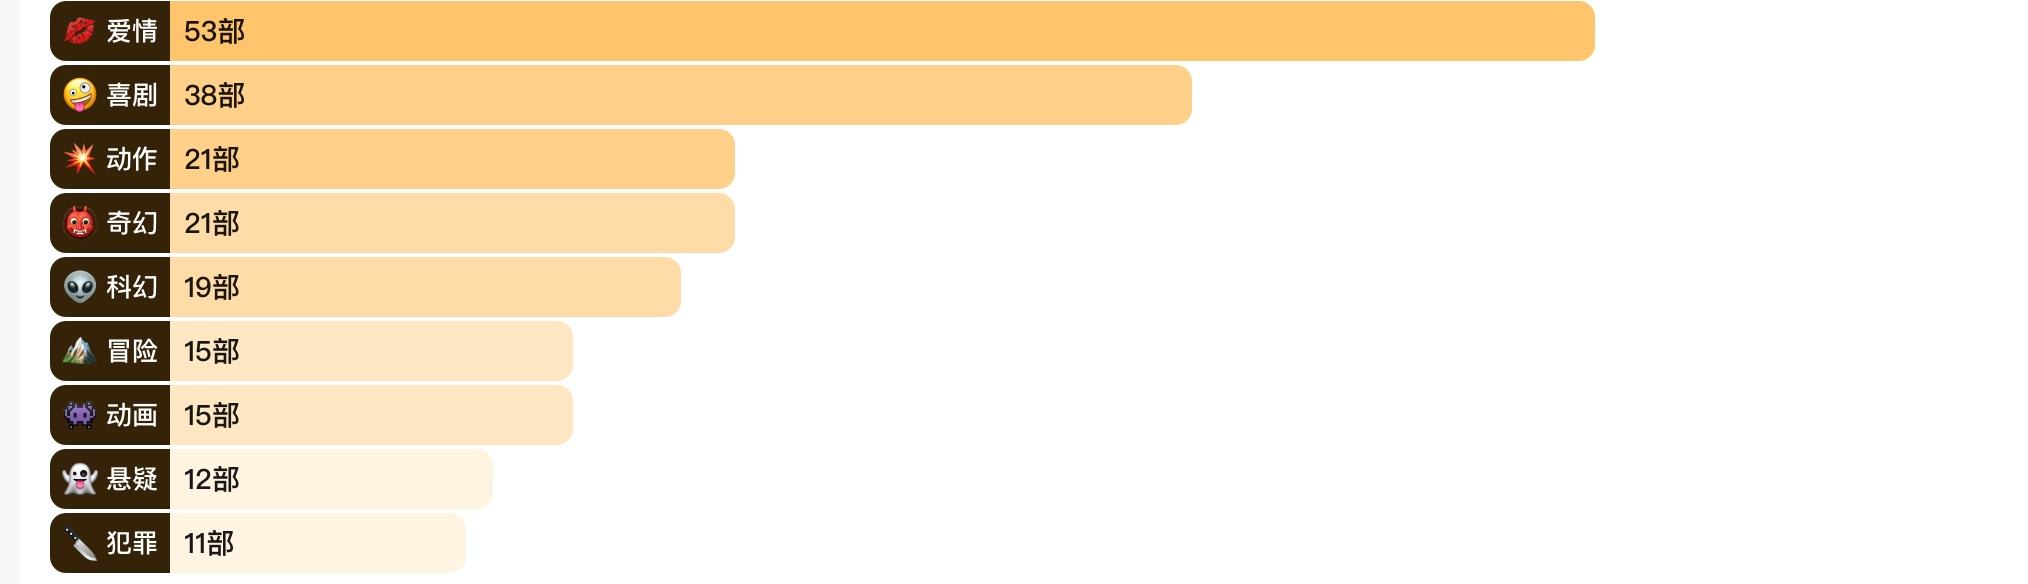 💋 爱情 53部
🤪 喜剧 38部
💥 动作 21部
👹 奇幻 21部
👽 科幻 19部
⛰️ 冒险 15部
👾 动画 15部
👻 悬疑 12部
🔪 犯罪 11部